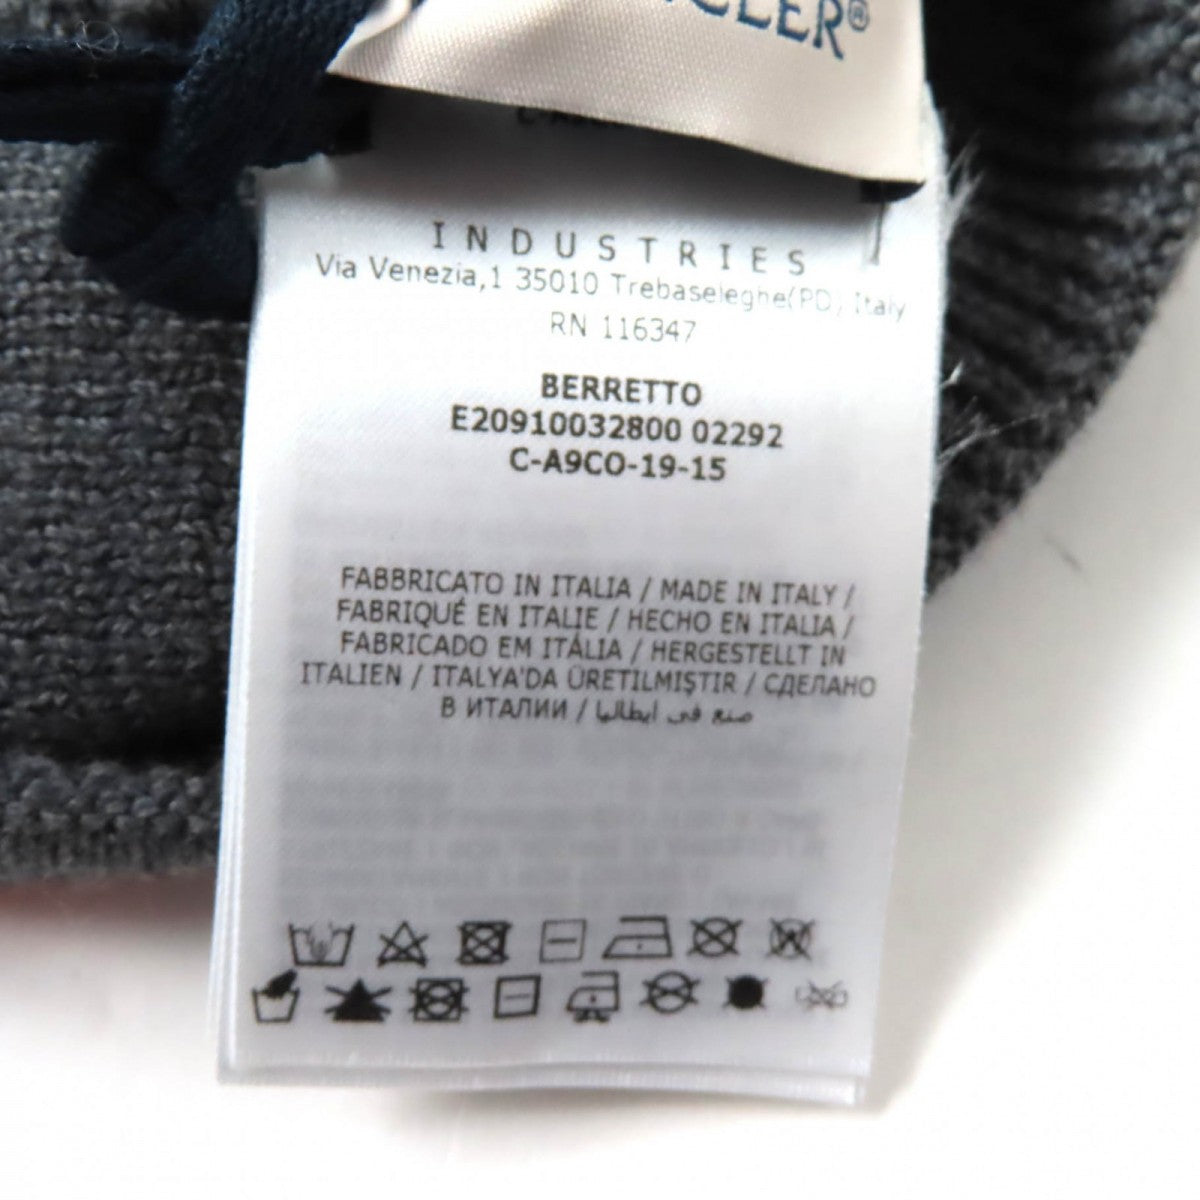 INDUSTRIES
Via Venezia,1 35010 Trebaseleghe(PD) Italy
RN 116347
BERRETTO
E20910032800 02292
C-A9CO-19-15
FABBRICATO IN ITALIA / MADE IN ITALY /
FABRIQUÉ EN ITALIE / HECHO EN ITALIA /
FABRICADO EM ITÁLIA / HERGESTELLT IN
ITALIEN / ITALYA'DA ÜRETILMIŞTIR / СДЕЛАНО
В ИТАЛИИ / صنع في ايطاليا